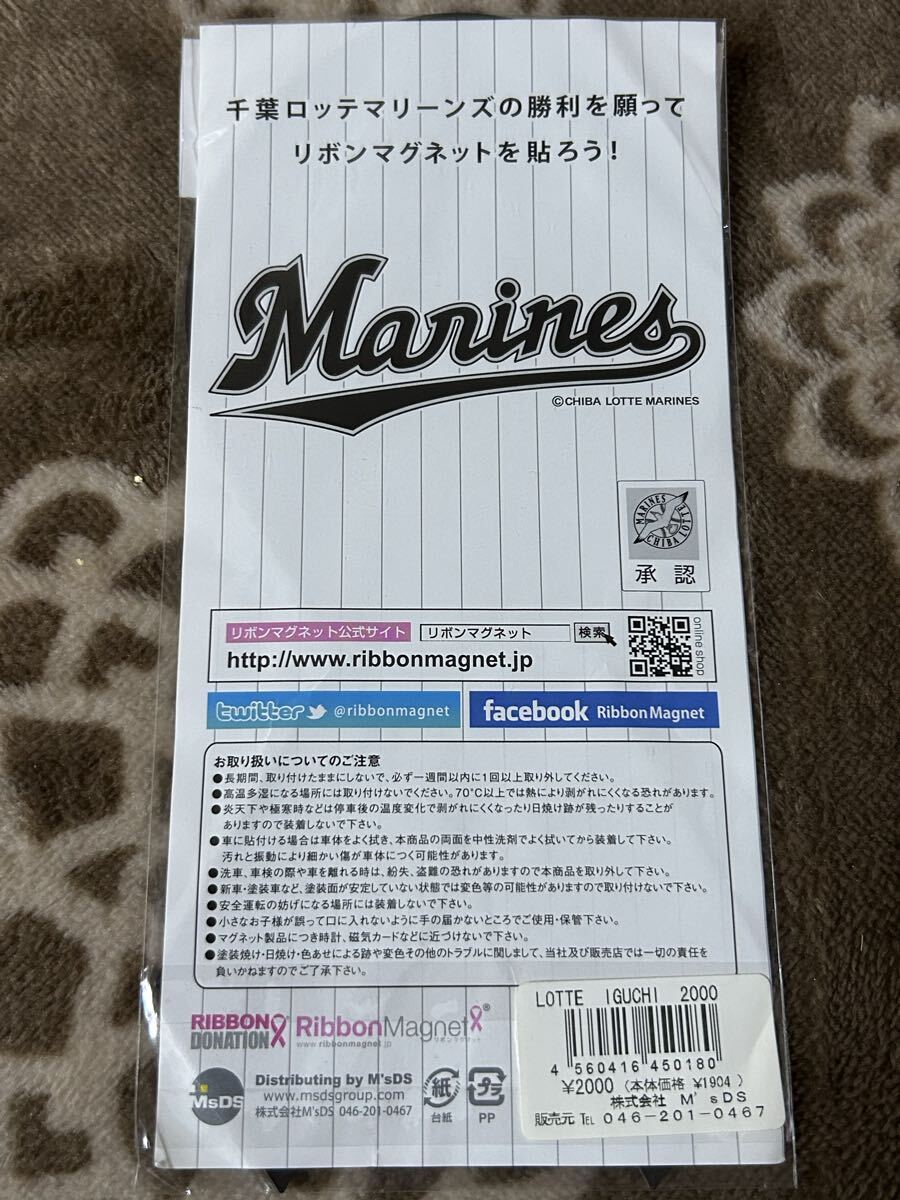 千葉ロッテマリーンズの勝利を願って
リボンマグネットを貼ろう!
Marines
©CHIBA LOTTE MARINES
MARINES
CHIBA LOTTE
承認
リボンマグネット公式サイト リボンマグネット 検索
http://www.ribbonmagnet.jp
online shop
twitter @ribbonmagnet
facebook Ribbon Magnet
お取り扱いについてのご注意
●長期間、取り付けたままにしないで、必ず一週間以内に1回以上取り外してください。
●高温多湿になる場所には取り付けないでください。70℃以上では熱により剥がれにくくなる恐れがあります。
●炎天下や極寒時などは停車後の温度変化で剥がれにくくなったり日焼け跡が残ったりすることが
ありますので装着しないで下さい。
●車に貼付ける場合は車体をよく拭き、本商品の両面を中性洗剤でよく拭いてから装着して下さい。
汚れと振動により細かい傷が車体につく可能性があります。
●洗車、車検の際や車を離れる時は、紛失、盗難の恐れがありますので本商品を取り外して下さい。
●新車・塗装車など、塗装面が安定していない状態では変色等の可能性がありますので取り付けないで下さい。
●安全運転の妨げになる場所には装着しないで下さい。
●小さなお子様が誤って口に入れないように手の届かないところでご使用・保管下さい。
●マグネット製品につき時計、磁気カードなどに近づけないで下さい。
●塗装焼け・日焼け・色あせによる跡や変色その他のトラブルに関しまして、当社及び販売店では一切の責任を
負いかねますのでご了承下さい。
RIBBON DONATION
RibbonMagnet®
www.ribbonmagnet.jp リボンマグネット
M'sDS
Distributing by M'sDS
www.msdsgroup.com
株式会社M'sDS 046-201-0467
紙
台紙
プラ
PP
LOTTE IGUCHI 2000
4 560416 450180
¥2000 (本体価格 ¥1904)
株式会社 M'sDS
販売元 TEL 046-201-0467